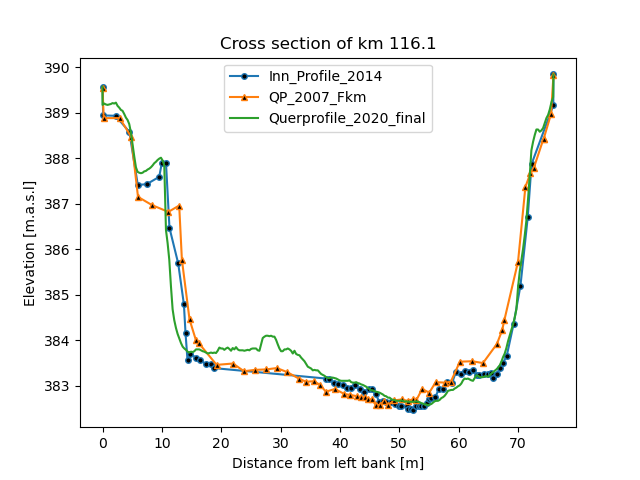 Cross section of km 116.1
Inn_Profile_2014
QP_2007_Fkm
Querprofile_2020_final
Elevation [m.a.s.l]
390
389
388
387
386
385
384
383
0 10 20 30 40 50 60 70
Distance from left bank [m]